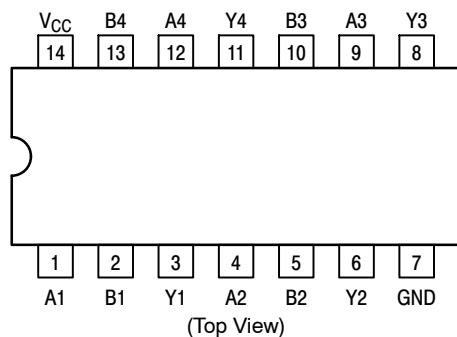 V_CC B4 A4 Y4 B3 A3 Y3
14 13 12 11 10 9 8
1 2 3 4 5 6 7
A1 B1 Y1 A2 B2 Y2 GND
(Top View)